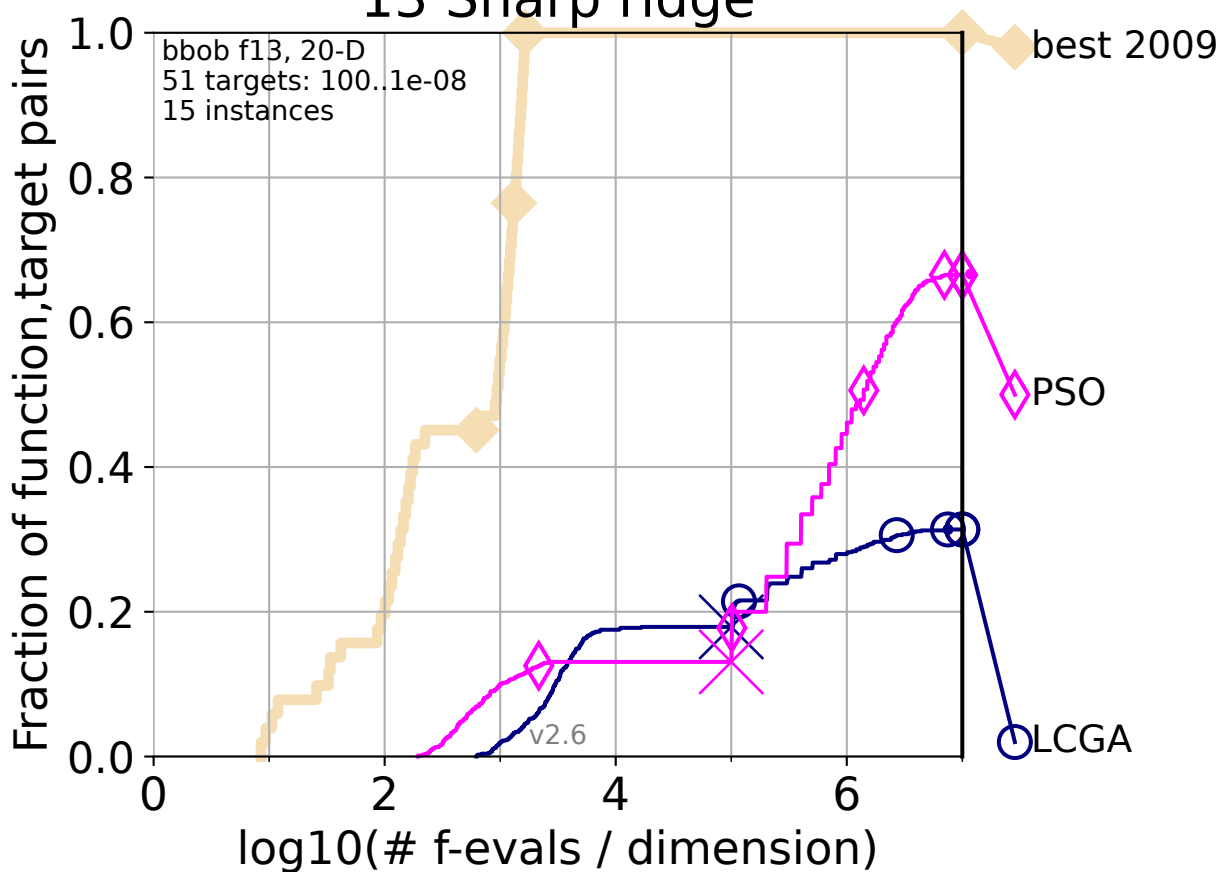 13 Sharp ridge
bbob f13, 20-D
51 targets: 100..1e-08
15 instances
best 2009
PSO
LCGA
v2.6
Fraction of function,target pairs
1.0
0.8
0.6
0.4
0.2
0.0
0 2 4 6
log10(# f-evals / dimension)